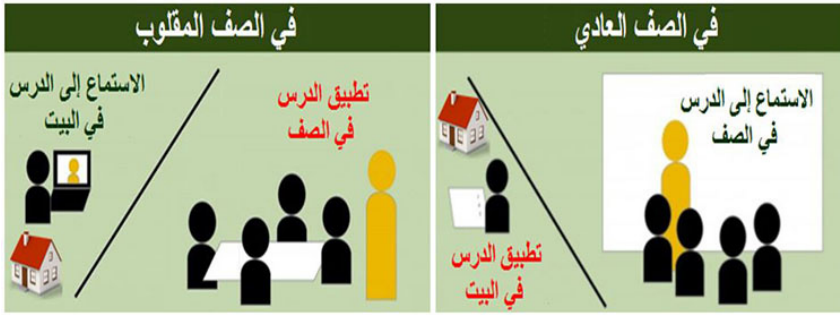 في الصف العادي
الاستماع إلى الدرس
في الصف
تطبيق الدرس
في البيت
في الصف المقلوب
تطبيق الدرس
في الصف
الاستماع إلى الدرس
في البيت